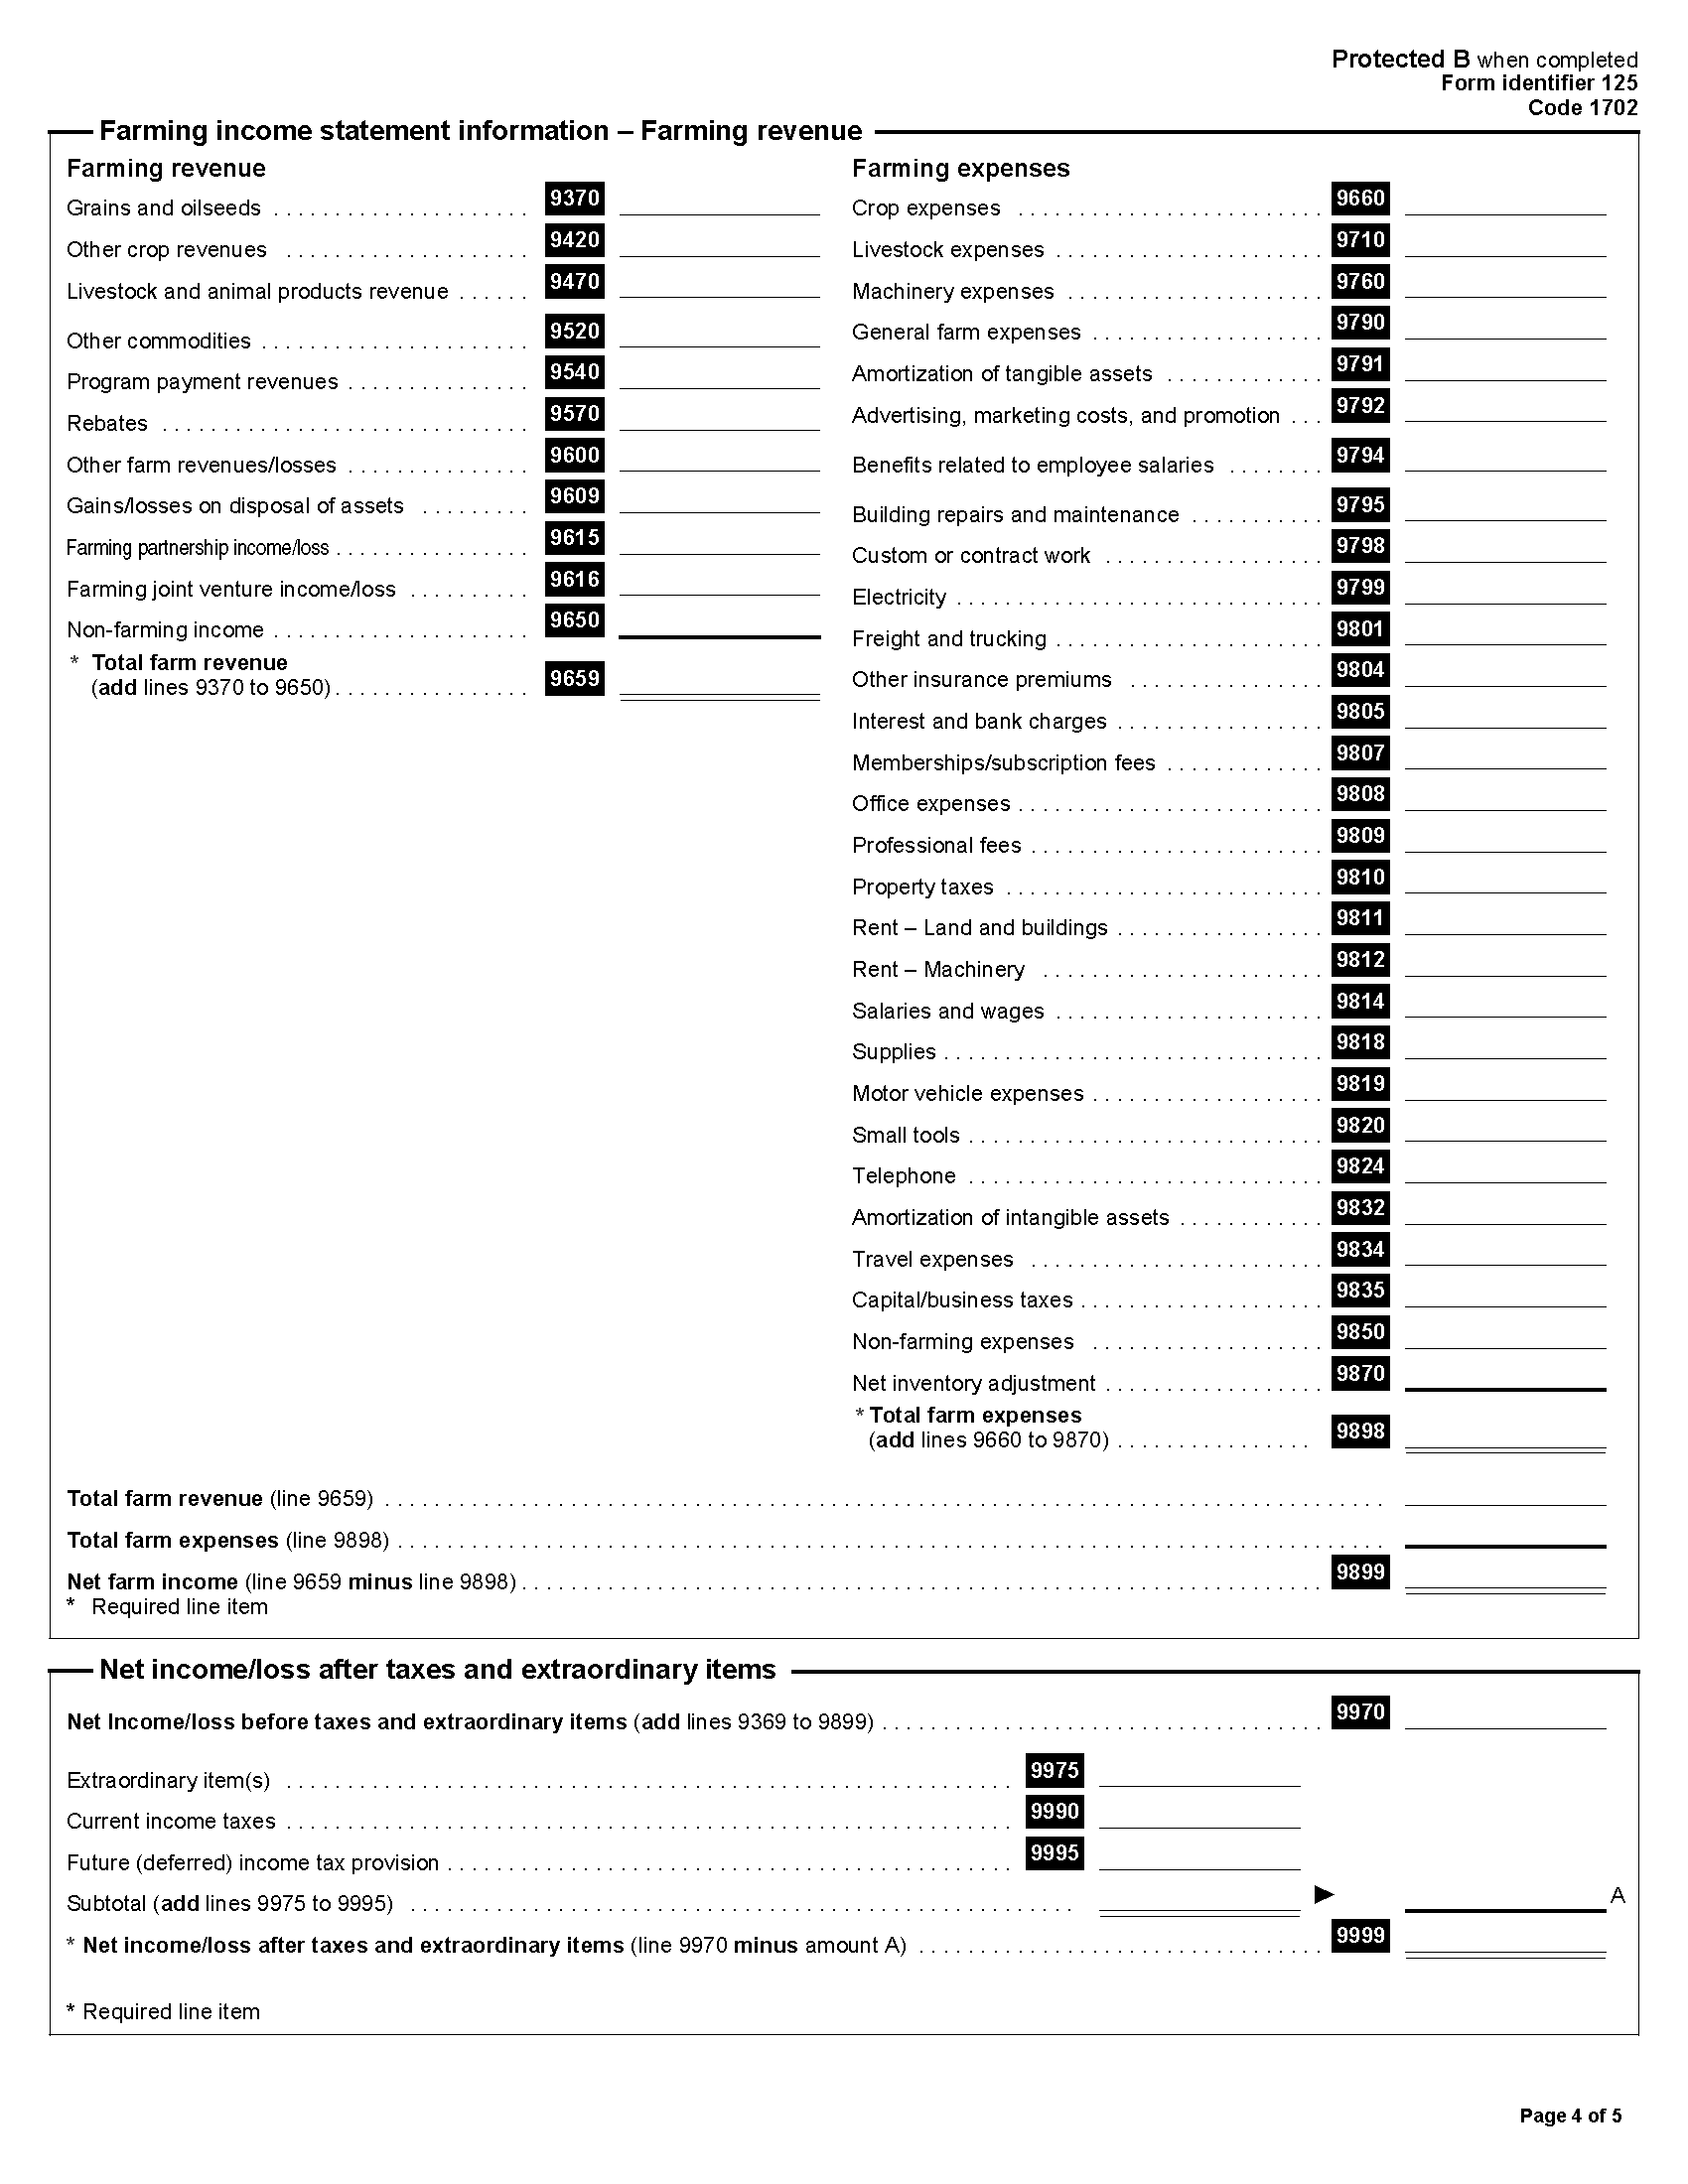 Protected B when completed
Form identifier 125
Code 1702
Farming income statement information – Farming revenue
Farming revenue
Grains and oilseeds . . . . . . . . . . . . . . . . . . . . . 9370
Other crop revenues . . . . . . . . . . . . . . . . . . . . 9420
Livestock and animal products revenue . . . . . . 9470
Other commodities . . . . . . . . . . . . . . . . . . . . . . 9520
Program payment revenues . . . . . . . . . . . . . . . 9540
Rebates . . . . . . . . . . . . . . . . . . . . . . . . . . . . . . 9570
Other farm revenues/losses . . . . . . . . . . . . . . . 9600
Gains/losses on disposal of assets . . . . . . . . . 9609
Farming partnership income/loss . . . . . . . . . . . . . . . . 9615
Farming joint venture income/loss . . . . . . . . . . 9616
Non-farming income . . . . . . . . . . . . . . . . . . . . . 9650
* Total farm revenue
(add lines 9370 to 9650) . . . . . . . . . . . . . . . . 9659
Farming expenses
Crop expenses . . . . . . . . . . . . . . . . . . . . . . . . . 9660
Livestock expenses . . . . . . . . . . . . . . . . . . . . . . 9710
Machinery expenses . . . . . . . . . . . . . . . . . . . . . 9760
General farm expenses . . . . . . . . . . . . . . . . . . . 9790
Amortization of tangible assets . . . . . . . . . . . . . 9791
Advertising, marketing costs, and promotion . . . 9792
Benefits related to employee salaries . . . . . . . . 9794
Building repairs and maintenance . . . . . . . . . . . 9795
Custom or contract work . . . . . . . . . . . . . . . . . . 9798
Electricity . . . . . . . . . . . . . . . . . . . . . . . . . . . . . . 9799
Freight and trucking . . . . . . . . . . . . . . . . . . . . . . 9801
Other insurance premiums . . . . . . . . . . . . . . . . 9804
Interest and bank charges . . . . . . . . . . . . . . . . . 9805
Memberships/subscription fees . . . . . . . . . . . . . 9807
Office expenses . . . . . . . . . . . . . . . . . . . . . . . . . 9808
Professional fees . . . . . . . . . . . . . . . . . . . . . . . . 9809
Property taxes . . . . . . . . . . . . . . . . . . . . . . . . . . 9810
Rent – Land and buildings . . . . . . . . . . . . . . . . . 9811
Rent – Machinery . . . . . . . . . . . . . . . . . . . . . . . 9812
Salaries and wages . . . . . . . . . . . . . . . . . . . . . . 9814
Supplies . . . . . . . . . . . . . . . . . . . . . . . . . . . . . . . 9818
Motor vehicle expenses . . . . . . . . . . . . . . . . . . . 9819
Small tools . . . . . . . . . . . . . . . . . . . . . . . . . . . . . 9820
Telephone . . . . . . . . . . . . . . . . . . . . . . . . . . . . . 9824
Amortization of intangible assets . . . . . . . . . . . . 9832
Travel expenses . . . . . . . . . . . . . . . . . . . . . . . . 9834
Capital/business taxes . . . . . . . . . . . . . . . . . . . . 9835
Non-farming expenses . . . . . . . . . . . . . . . . . . . 9850
Net inventory adjustment . . . . . . . . . . . . . . . . . . 9870
* Total farm expenses
(add lines 9660 to 9870) . . . . . . . . . . . . . . . . 9898
Total farm revenue (line 9659) . . . . . . . . . . . . . . . . . . . . . . . . . . . . . .
Total farm expenses (line 9898) . . . . . . . . . . . . . . . . . . . . . . . . . . . . . .
Net farm income (line 9659 minus line 9898) . . . . . . . . . . . . . . . . . . . . . . . . . . . . . . 9899
* Required line item
Net income/loss after taxes and extraordinary items
Net Income/loss before taxes and extraordinary items (add lines 9369 to 9899) . . . . . . . . . . . . . . . . . . . . . . . . . . . . . . 9970
Extraordinary item(s) . . . . . . . . . . . . . . . . . . . . . . . . . . . . . . 9975
Current income taxes . . . . . . . . . . . . . . . . . . . . . . . . . . . . . . 9990
Future (deferred) income tax provision . . . . . . . . . . . . . . . . . . . . . . . . . . . . . . 9995
Subtotal (add lines 9975 to 9995) . . . . . . . . . . . . . . . . . . . . . . . . . . . . . . ► A
* Net income/loss after taxes and extraordinary items (line 9970 minus amount A) . . . . . . . . . . . . . . . . . . . . . . . . . . . . . . 9999
* Required line item
Page 4 of 5